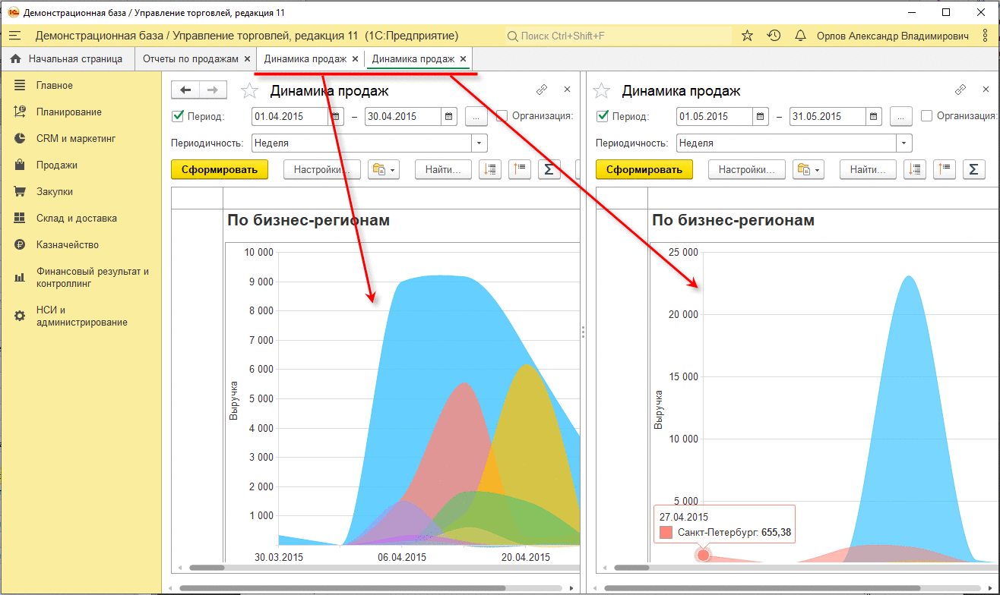 Демонстрационная база / Управление торговлей, редакция 11
Демонстрационная база / Управление торговлей, редакция 11 (1С:Предприятие)
Поиск Ctrl+Shift+F
Орлов Александр Владимирович
Начальная страница
Отчеты по продажам ×
Динамика продаж ×
Динамика продаж ×
Главное
Планирование
CRM и маркетинг
Продажи
Закупки
Склад и доставка
Казначейство
Финансовый результат и
контроллинг
НСИ и
администрирование
Динамика продаж
Период: 01.04.2015 – 30.04.2015 ... Организация:
Периодичность: Неделя
Сформировать Настройки... Найти... Σ
По бизнес-регионам
10 000
9 000
8 000
7 000
6 000
5 000
4 000
3 000
2 000
1 000
Выручка
30.03.2015 06.04.2015 20.04.2015
Динамика продаж
Период: 01.05.2015 – 31.05.2015 ... Организация:
Периодичность: Неделя
Сформировать Настройки... Найти... Σ
По бизнес-регионам
25 000
20 000
15 000
10 000
5 000
Выручка
27.04.2015
Санкт-Петербург: 655,38